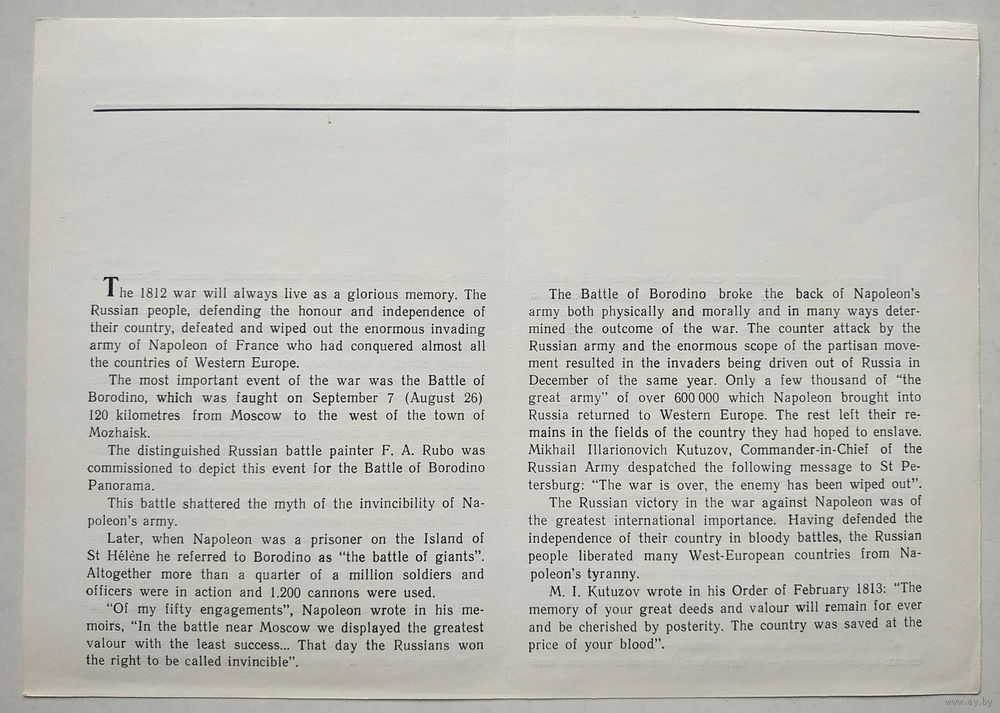 The 1812 war will always live as a glorious memory. The
Russian people, defending the honour and independence of
their country, defeated and wiped out the enormous invading
army of Napoleon of France who had conquered almost all
the countries of Western Europe.
The most important event of the war was the Battle of
Borodino, which was faught on September 7 (August 26)
120 kilometres from Moscow to the west of the town of
Mozhaisk.
The distinguished Russian battle painter F. A. Rubo was
commissioned to depict this event for the Battle of Borodino
Panorama.
This battle shattered the myth of the invincibility of Na-
poleon's army.
Later, when Napoleon was a prisoner on the Island of
St Hélène he referred to Borodino as “the battle of giants”.
Altogether more than a quarter of a million soldiers and
officers were in action and 1.200 cannons were used.
“Of my fifty engagements”, Napoleon wrote in his me-
moirs, “In the battle near Moscow we displayed the greatest
valour with the least success... That day the Russians won
the right to be called invincible”.
The Battle of Borodino broke the back of Napoleon's
army both physically and morally and in many ways deter-
mined the outcome of the war. The counter attack by the
Russian army and the enormous scope of the partisan move-
ment resulted in the invaders being driven out of Russia in
December of the same year. Only a few thousand of “the
great army” of over 600 000 which Napoleon brought into
Russia returned to Western Europe. The rest left their re-
mains in the fields of the country they had hoped to enslave.
Mikhail Illarionovich Kutuzov, Commander-in-Chief of the
Russian Army despatched the following message to St Pe-
tersburg: “The war is over, the enemy has been wiped out”.
The Russian victory in the war against Napoleon was of
the greatest international importance. Having defended the
independence of their country in bloody battles, the Russian
people liberated many West-European countries from Na-
poleon's tyranny.
M. I. Kutuzov wrote in his Order of February 1813: “The
memory of your great deeds and valour will remain for ever
and be cherished by posterity. The country was saved at the
price of your blood”.
www.ay.by